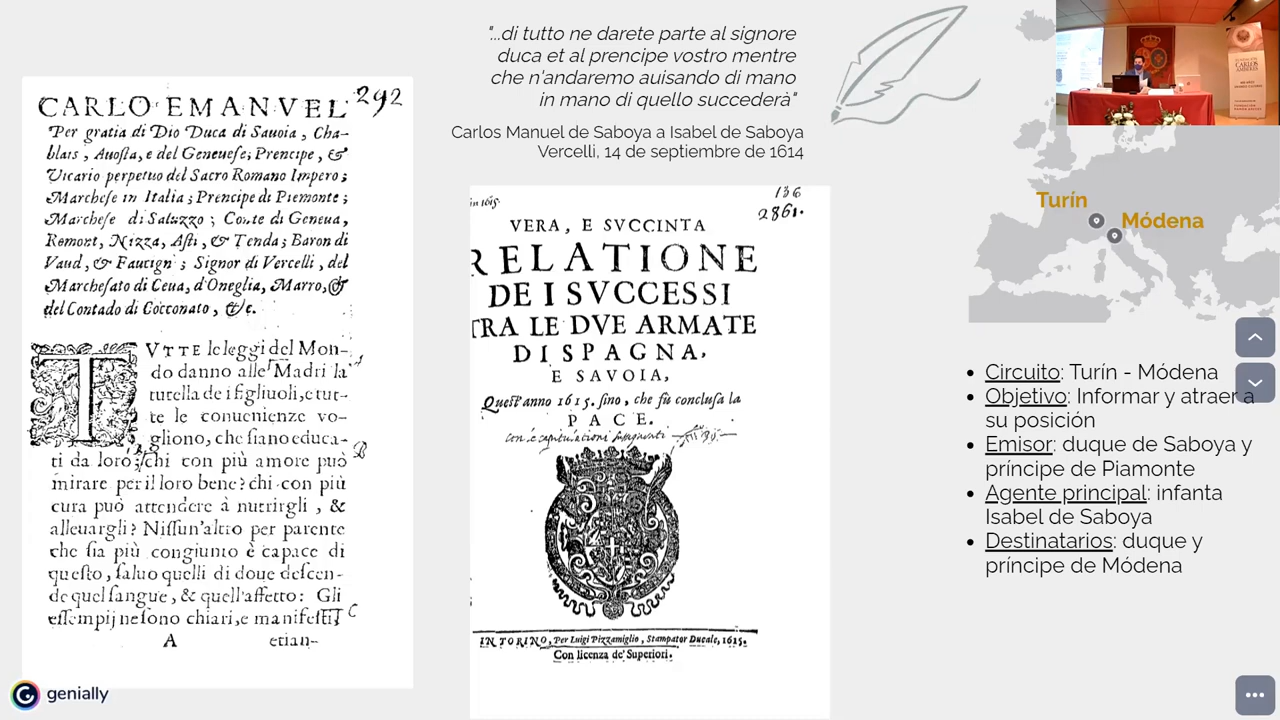 CARLO EMANVEL 292
Per gratia di Dio Duca di Sauoia, Cha-
blais, Auosta, e del Geneuese; Prencipe, &
Vicario perpetuo del Sacro Romano Impero;
Marchese in Italia; Prencipe di Piemonte;
Marchese di Saluzzo; Conte di Geneua,
Remont, Nizza, Asti, & Tenda; Baron di
Vaud, & Faucign; Signor di Vercelli, del
Marchesato di Ceua, d'Oneglia, Marro, &
del Contado di Cocconato, &c.
TVTTE le leggi del Mon-
do danno alle Madri la
tutella de i figliuoli, e tut-
te le conuenienze vo-
gliono, che siano educa-
ti da loro; chi con più amore può B
mirare per il loro bene? chi con più
cura può attendere à nutrirgli, &
alleuargli? Nissun'altro per parente
che sia più congiunto è capace di
questo, saluo quelli di doue descen-
de quel sangue, & quell'affetto: Gli
essempij ne sono chiari, e manifesti C
A etian-
"...di tutto ne darete parte al signore
duca et al prencipe vostro mentre
che n'andaremo auisando di mano
in mano di quello succederà"
Carlos Manuel de Saboya a Isabel de Saboya
Vercelli, 14 de septiembre de 1614
in 1615.
136
2861.
VERA, E SVCCINTA
RELATIONE
DE I SVCCESSI
TRA LE DVE ARMATE
DI SPAGNA,
E SAVOIA,
Quest'anno 1615. sino, che fù conclusa la
PACE.
IN TORINO, Per Luigi Pizzamiglio, Stampator Ducale, 1615.
Con licenza de' Superiori.
Turín
Módena
• Circuito: Turín - Módena
• Objetivo: Informar y atraer a
su posición
• Emisor: duque de Saboya y
príncipe de Piamonte
• Agente principal: infanta
Isabel de Saboya
• Destinatarios: duque y
príncipe de Módena
genially
CARLOS
AMBERES